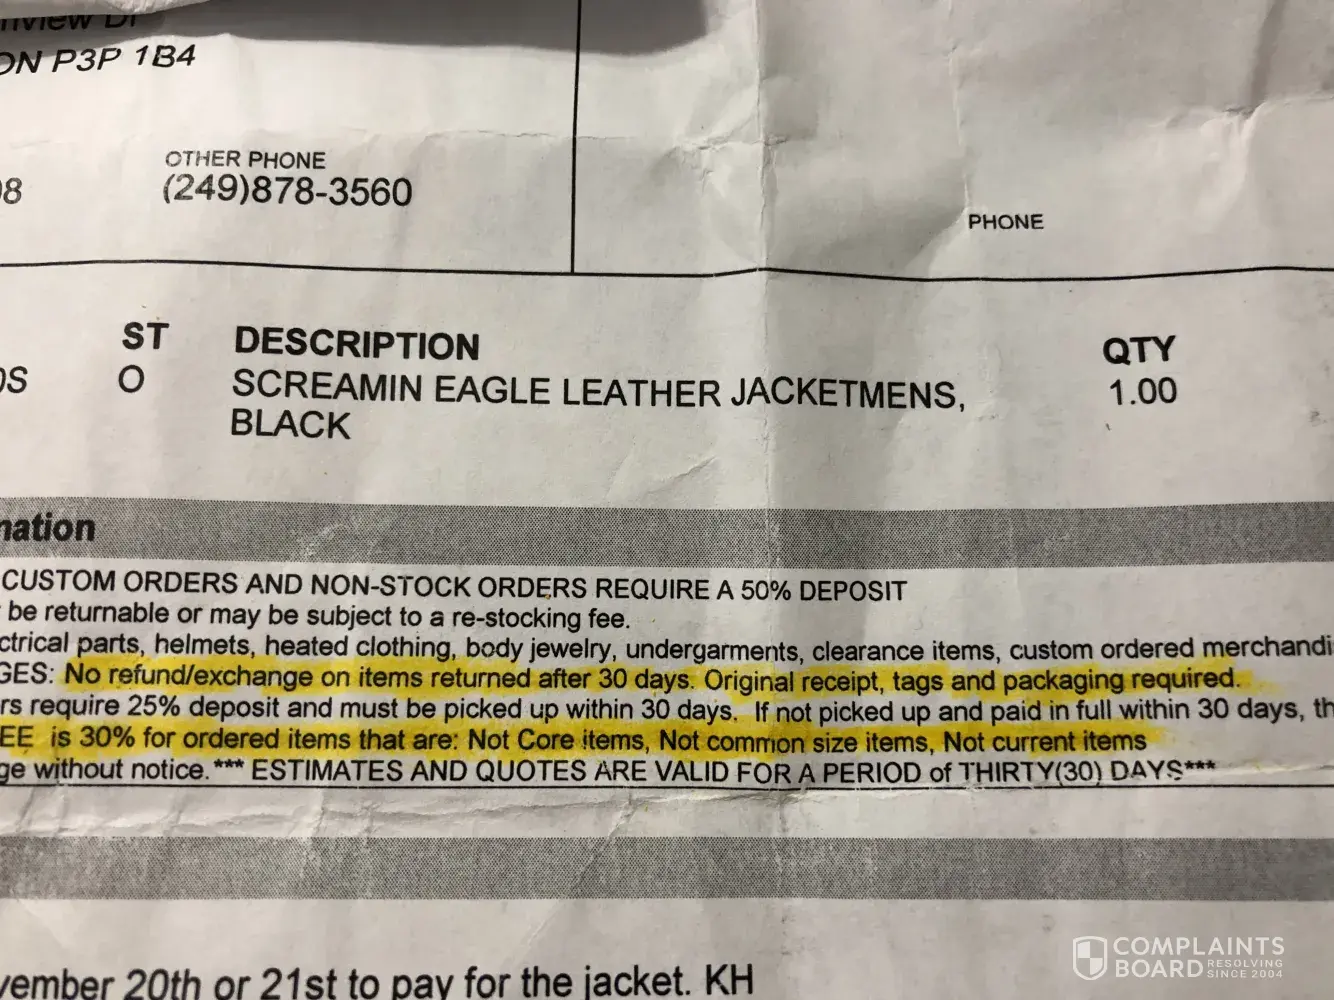 ON P3P 1B4
OTHER PHONE
(249)878-3560
PHONE
ST DESCRIPTION QTY
O SCREAMIN EAGLE LEATHER JACKETMENS, 1.00
BLACK
CUSTOM ORDERS AND NON-STOCK ORDERS REQUIRE A 50% DEPOSIT
be returnable or may be subject to a re-stocking fee.
ctrical parts, helmets, heated clothing, body jewelry, undergarments, clearance items, custom ordered merchandi
GES: No refund/exchange on items returned after 30 days. Original receipt, tags and packaging required.
rs require 25% deposit and must be picked up within 30 days. If not picked up and paid in full within 30 days, th
EE is 30% for ordered items that are: Not Core items, Not common size items, Not current items
ge without notice.*** ESTIMATES AND QUOTES ARE VALID FOR A PERIOD of THIRTY(30) DAYS***
vember 20th or 21st to pay for the jacket. KH
COMPLAINTS
BOARD RESOLVING
SINCE 2004